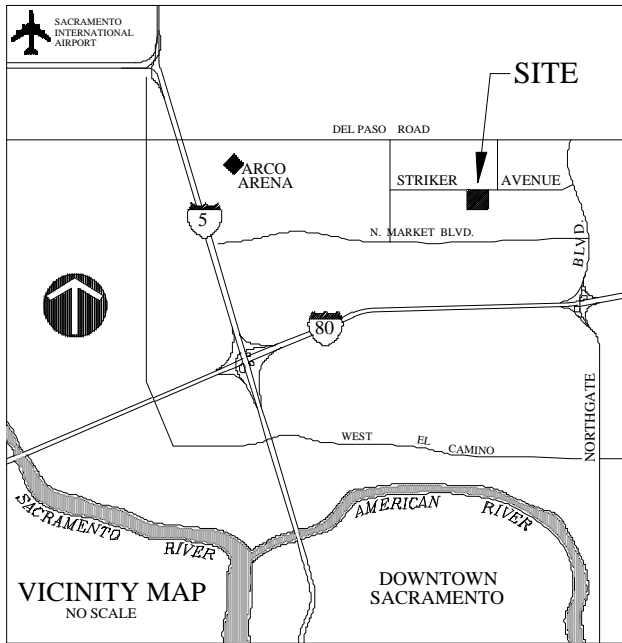 SACRAMENTO
INTERNATIONAL
AIRPORT
SITE
DEL PASO ROAD
ARCO
ARENA
STRIKER AVENUE
5
N. MARKET BLVD.
BLVD.
80
NORTHGATE
WEST EL CAMINO
SACRAMENTO
RIVER
AMERICAN RIVER
VICINITY MAP
NO SCALE
DOWNTOWN
SACRAMENTO